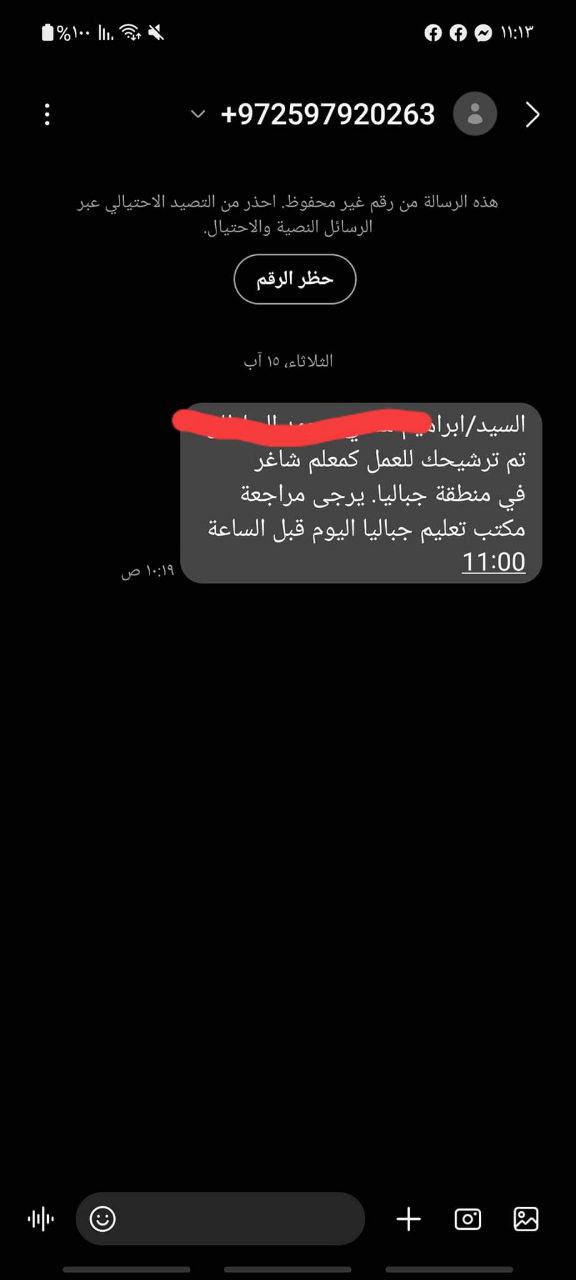 ١١:١٣
%١٠٠
+972597920263
هذه الرسالة من رقم غير محفوظ. احذر من التصيد الاحتيالي عبر
الرسائل النصية والاحتيال.
حظر الرقم
الثلاثاء، ١٥ آب
السيد/ابراهيم
تم ترشيحك للعمل كمعلم شاغر
في منطقة جباليا. يرجى مراجعة
مكتب تعليم جباليا اليوم قبل الساعة
11:00
١٠:١٩ ص